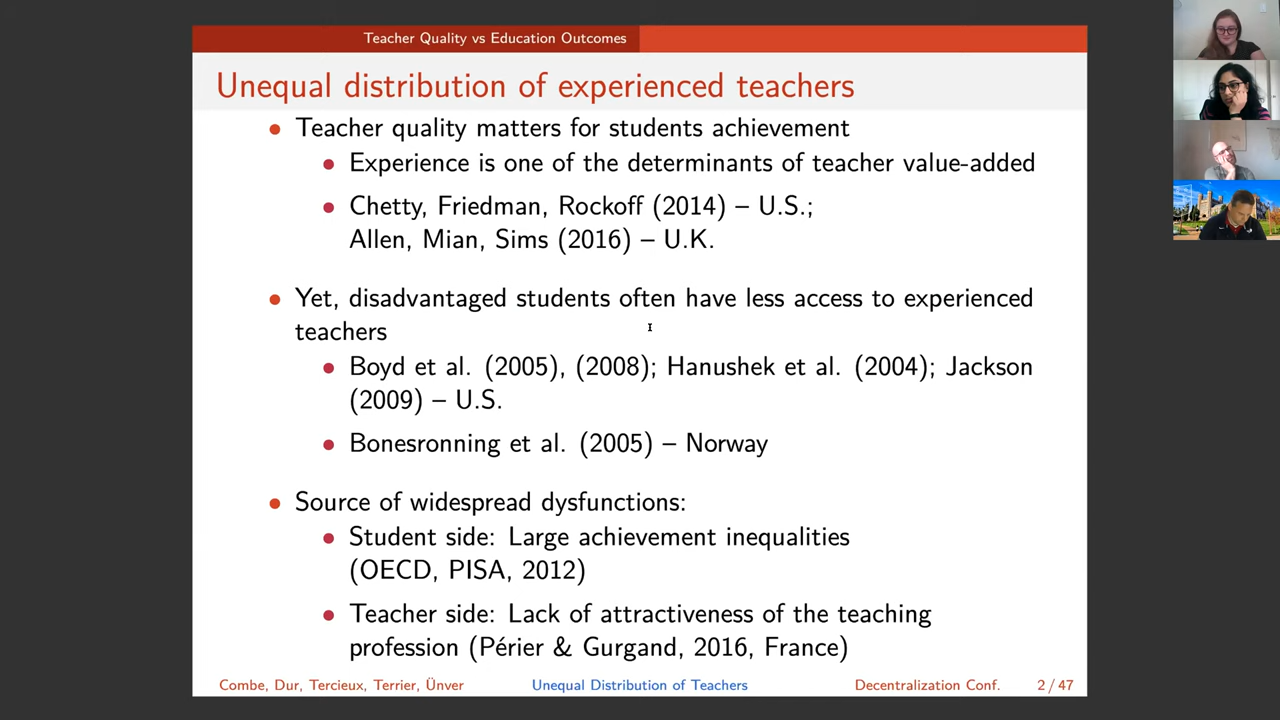 Teacher Quality vs Education Outcomes
Unequal distribution of experienced teachers
Teacher quality matters for students achievement
Experience is one of the determinants of teacher value-added
Chetty, Friedman, Rockoff (2014) – U.S.;
Allen, Mian, Sims (2016) – U.K.
Yet, disadvantaged students often have less access to experienced
teachers
Boyd et al. (2005), (2008); Hanushek et al. (2004); Jackson
(2009) – U.S.
Bonesronning et al. (2005) – Norway
Source of widespread dysfunctions:
Student side: Large achievement inequalities
(OECD, PISA, 2012)
Teacher side: Lack of attractiveness of the teaching
profession (Périer & Gurgand, 2016, France)
Combe, Dur, Tercieux, Terrier, Ünver Unequal Distribution of Teachers Decentralization Conf. 2 / 47